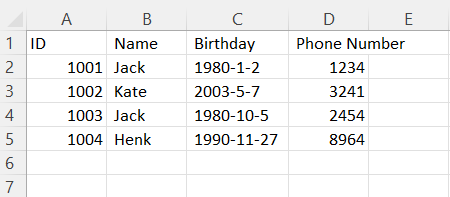 A B C D E
1 ID Name Birthday Phone Number
2 1001 Jack 1980-1-2 1234
3 1002 Kate 2003-5-7 3241
4 1003 Jack 1980-10-5 2454
5 1004 Henk 1990-11-27 8964
6
7